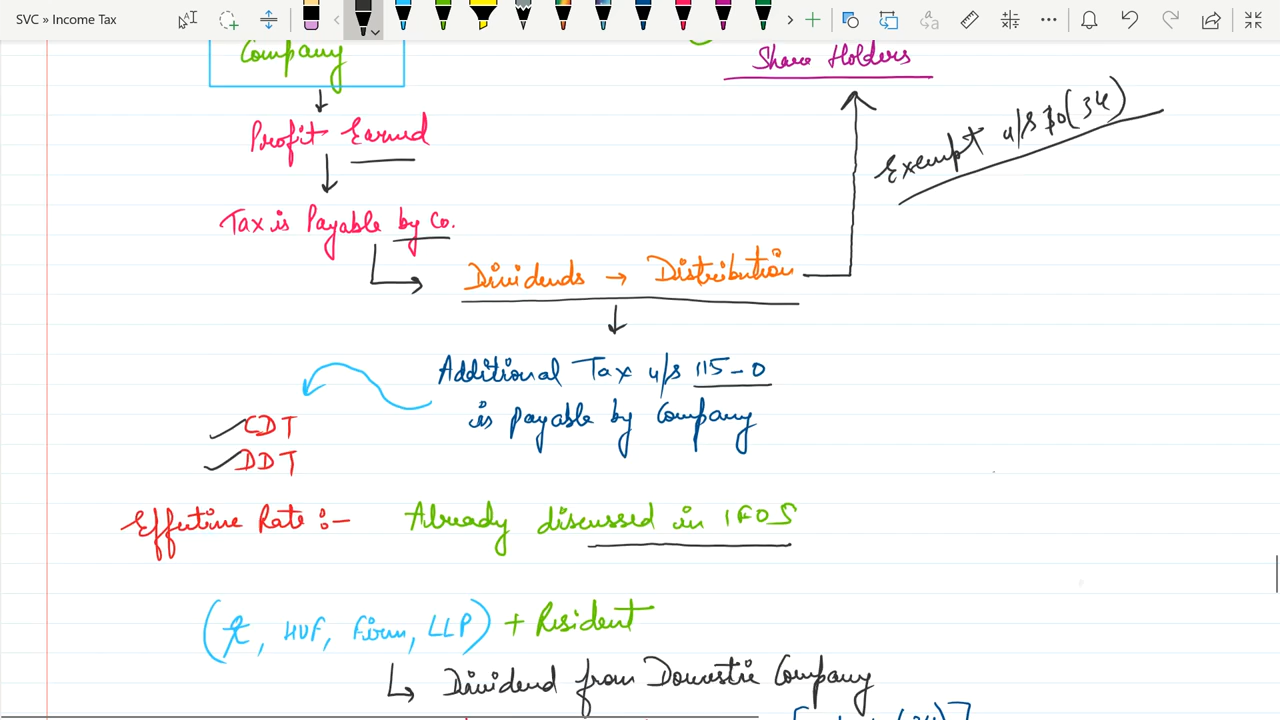 SVC » Income Tax
Company
Share Holders
Profit Earned
Exempt u/s 10(34)
Tax is Payable by Co.
Dividends → Distribution
Additional Tax u/s 115-O
is payable by Company
CDT
DDT
Effective Rate :-
Already discussed in IFOS
HUF, Firm, LLP) + Resident
Dividend from Domestic Company